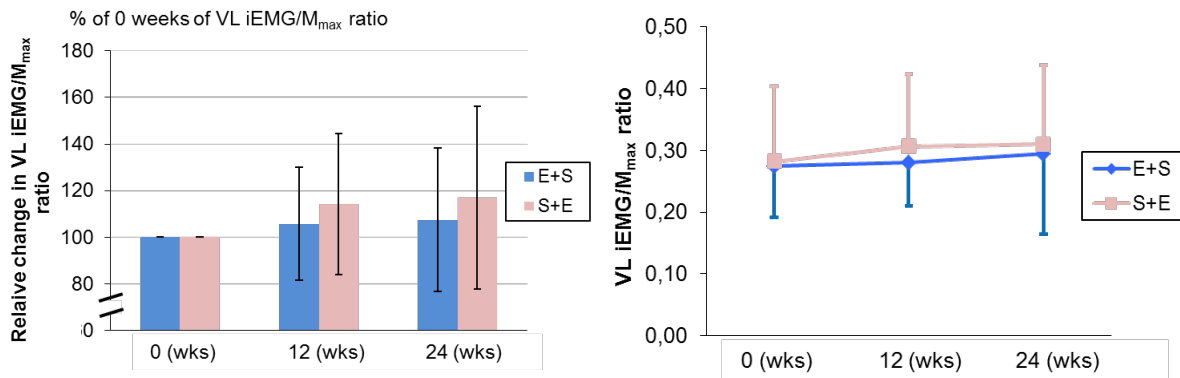 % of 0 weeks of VL iEMG/Mmax ratio
Relaive change in VL iEMG/Mmax
ratio
180
160
140
120
100
80
0
0 (wks)
12 (wks)
24 (wks)
E+S
S+E
VL iEMG/Mmax ratio
0,50
0,40
0,30
0,20
0,10
0,00
0 (wks)
12 (wks)
24 (wks)
E+S
S+E